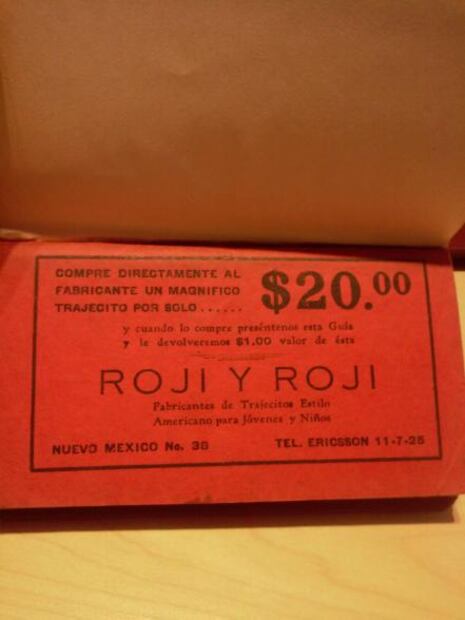 COMPRE DIRECTAMENTE AL
FABRICANTE UN MAGNIFICO
TRAJECITO POR SOLO......
$20.00
y cuando lo compre preséntenos esta Guía
y le devolveremos $1.00 valor de ésta
ROJI Y ROJI
Fabricantes de Trajecitos Estilo
Americano para Jóvenes y Niños
NUEVO MEXICO No. 38 TEL. ERICSSON 11-7-25